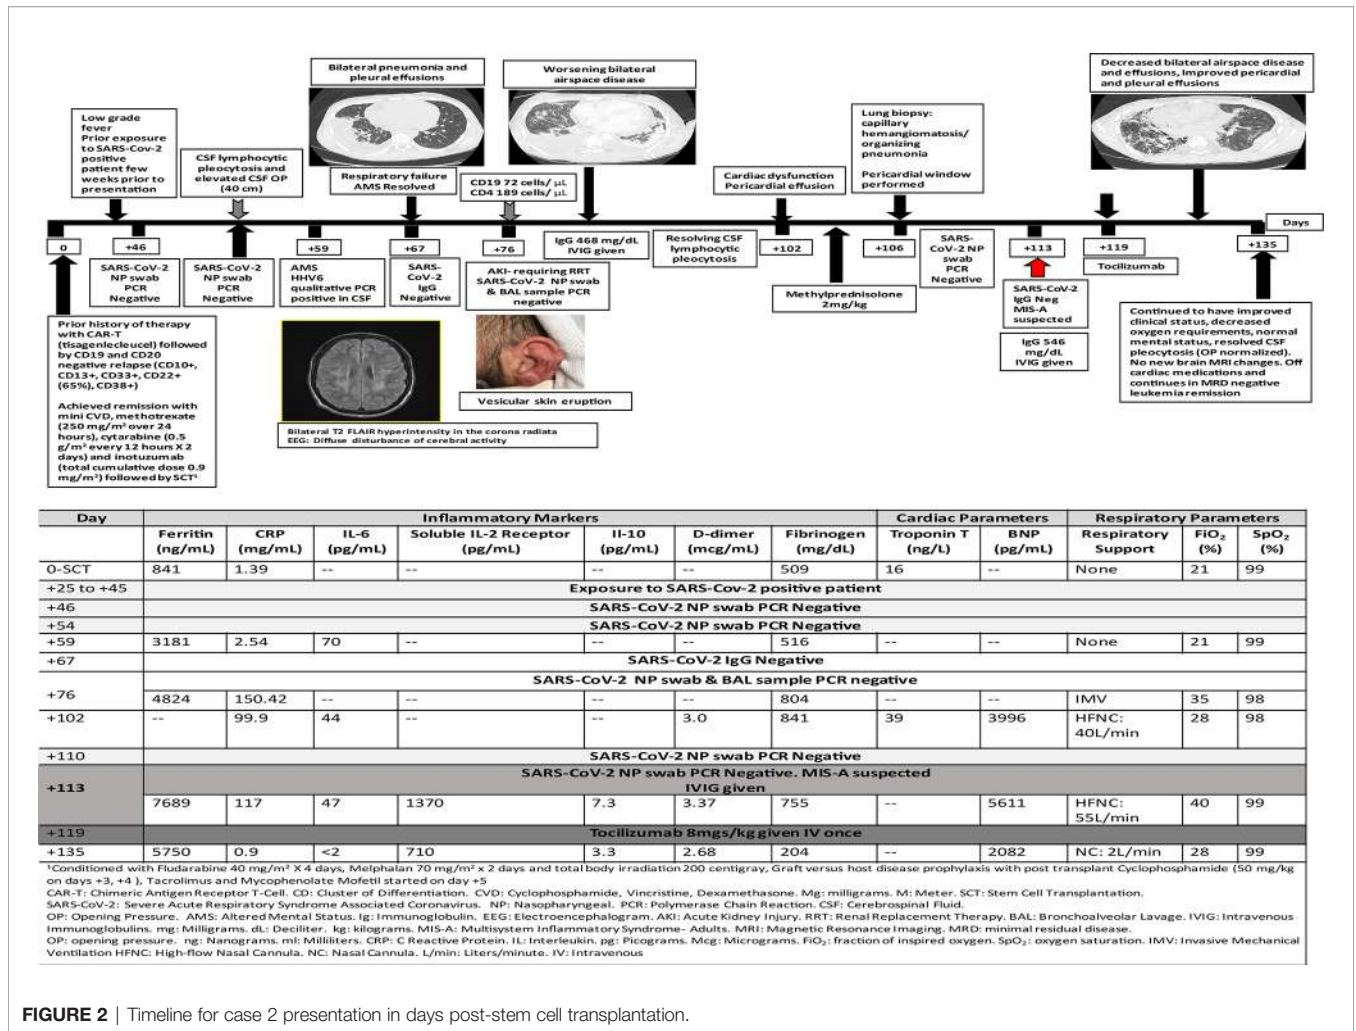 Bilateral pneumonia and
pleural effusions
Worsening bilateral
airspace disease
Decreased bilateral airspace disease
and effusions, Improved pericardial
and pleural effusions
Low grade
fever
Prior exposure
to SARS-Cov-2
positive
patient few
weeks prior to
presentation
CSF lymphocytic
pleocytosis and
elevated CSF OP
(40 cm)
Respiratory failure
AMS Resolved
CD19 72 cells/ μL
CD4 189 cells/ μL
Cardiac dysfunction
Pericardial effusion
Lung biopsy:
capillary
hemangiomatosis/
organizing
pneumonia
Pericardial window
performed
Days
0
+46
+59
+67
+76
IgG 468 mg/dL
IVIG given
Resolving CSF
lymphocytic
pleocytosis
+102
+106
SARS-
CoV-2 NP
swab
PCR
Negative
+113
+119
+135
SARS-CoV-2
NP swab
PCR
Negative
SARS-CoV-2
NP swab
PCR
Negative
AMS
HHV6
qualitative PCR
positive in CSF
SARS-
CoV-2
IgG
Negative
AKI- requiring RRT
SARS-CoV-2 NP swab
& BAL sample PCR
negative
Methylprednisolone
2mg/kg
SARS-CoV-2
IgG Neg
MIS-A
suspected
IgG 546
mg/dL
IVIG given
Tocilizumab
Continued to have improved
clinical status, decreased
oxygen requirements, normal
mental status, resolved CSF
pleocytosis (OP normalized).
No new brain MRI changes. Off
cardiac medications and
continues in MRD negative
leukemia remission
Prior history of therapy
with CAR-T
(tisagenlecleucel) followed
by CD19 and CD20
negative relapse (CD10+,
CD13+, CD33+, CD22+
(65%), CD38+)
Achieved remission with
mini CVD, methotrexate
(250 mg/m² over 24
hours), cytarabine (0.5
g/m² every 12 hours X 2
days) and inotuzumab
(total cumulative dose 0.9
mg/m²) followed by SCT¹
Vesicular skin eruption
Bilateral T2 FLAIR hyperintensity in the corona radiata
EEG: Diffuse disturbance of cerebral activity
Day Inflammatory Markers Cardiac Parameters Respiratory Parameters
Ferritin (ng/mL) CRP (mg/mL) IL-6 (pg/mL) Soluble IL-2 Receptor (pg/mL) Il-10 (pg/mL) D-dimer (mcg/mL) Fibrinogen (mg/dL) Troponin T (ng/L) BNP (pg/mL) Respiratory Support FiO₂ (%) SpO₂ (%)
0-SCT 841 1.39 -- -- -- -- 509 16 -- None 21 99
+25 to +45 Exposure to SARS-Cov-2 positive patient
+46 SARS-CoV-2 NP swab PCR Negative
+54 SARS-CoV-2 NP swab PCR Negative
+59 3181 2.54 70 -- -- -- 516 -- -- None 21 99
+67 SARS-CoV-2 IgG Negative
+76 SARS-CoV-2 NP swab & BAL sample PCR negative
4824 150.42 -- -- -- -- 804 -- -- IMV 35 98
+102 -- 99.9 44 -- -- 3.0 841 39 3996 HFNC: 40L/min 28 98
+110 SARS-CoV-2 NP swab PCR Negative
+113 SARS-CoV-2 NP swab PCR Negative. MIS-A suspected
IVIG given
7689 117 47 1370 7.3 3.37 755 -- 5611 HFNC: 55L/min 40 99
+119 Tocilizumab 8mgs/kg given IV once
+135 5750 0.9 <2 710 3.3 2.68 204 -- 2082 NC: 2L/min 28 99
¹Conditioned with Fludarabine 40 mg/m² X 4 days, Melphalan 70 mg/m² x 2 days and total body irradiation 200 centigray, Graft versus host disease prophylaxis with post transplant Cyclophosphamide (50 mg/kg
on days +3, +4 ), Tacrolimus and Mycophenolate Mofetil started on day +5
CAR-T: Chimeric Antigen Receptor T-Cell. CD: Cluster of Differentiation. CVD: Cyclophosphamide, Vincristine, Dexamethasone. Mg: milligrams. M: Meter. SCT: Stem Cell Transplantation.
SARS-CoV-2: Severe Acute Respiratory Syndrome Associated Coronavirus. NP: Nasopharyngeal. PCR: Polymerase Chain Reaction. CSF: Cerebrospinal Fluid.
OP: Opening Pressure. AMS: Altered Mental Status. Ig: Immunoglobulin. EEG: Electroencephalogram. AKI: Acute Kidney Injury. RRT: Renal Replacement Therapy. BAL: Bronchoalveolar Lavage. IVIG: Intravenous
Immunoglobulins. mg: Milligrams. dL: Deciliter. kg: kilograms. MIS-A: Multisystem Inflammatory Syndrome- Adults. MRI: Magnetic Resonance Imaging. MRD: minimal residual disease.
OP: opening pressure. ng: Nanograms. ml: Milliliters. CRP: C Reactive Protein. IL: Interleukin. pg: Picograms. Mcg: Micrograms. FiO₂: fraction of inspired oxygen. SpO₂: oxygen saturation. IMV: Invasive Mechanical
Ventilation HFNC: High-flow Nasal Cannula. NC: Nasal Cannula. L/min: Liters/minute. IV: Intravenous
FIGURE 2 | Timeline for case 2 presentation in days post-stem cell transplantation.